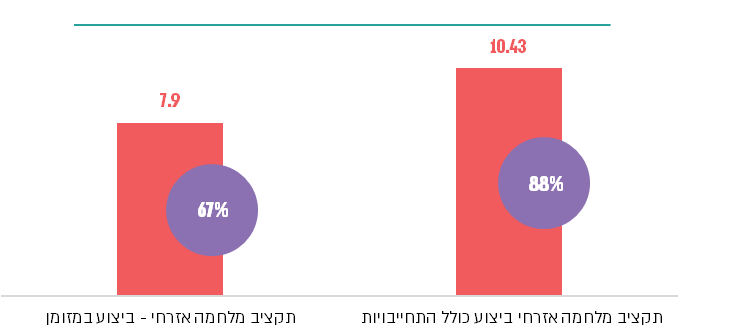 10.43
7.9
88%
67%
תקציב מלחמה אזרחי ביצוע כולל התחייבויות
תקציב מלחמה אזרחי - ביצוע במזומן